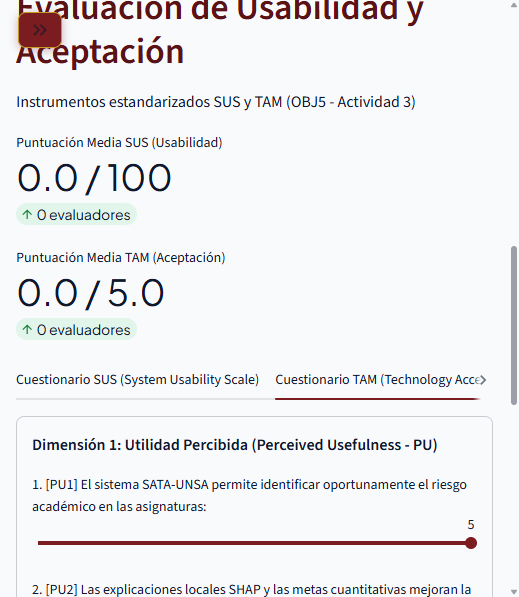 Evaluación de Usabilidad y
Aceptación
Instrumentos estandarizados SUS y TAM (OBJ5 - Actividad 3)
Puntuación Media SUS (Usabilidad)
0.0 / 100
↑ 0 evaluadores
Puntuación Media TAM (Aceptación)
0.0 / 5.0
↑ 0 evaluadores
Cuestionario SUS (System Usability Scale)
Cuestionario TAM (Technology Acce
Dimensión 1: Utilidad Percibida (Perceived Usefulness - PU)
1. [PU1] El sistema SATA-UNSA permite identificar oportunamente el riesgo
académico en las asignaturas:
5
2. [PU2] Las explicaciones locales SHAP y las metas cuantitativas mejoran la